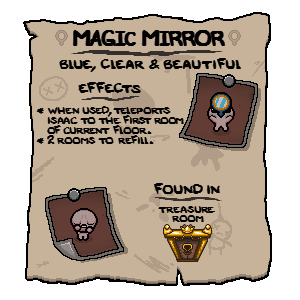 MAGIC MIRROR
BLUE, CLEAR & BEAUTIFUL
EFFECTS
* WHEN USED, TELEPORTS
ISAAC TO THE FIRST ROOM
OF CURRENT FLOOR.
* 2 ROOMS TO REFILL.
FOUND IN
TREASURE
ROOM